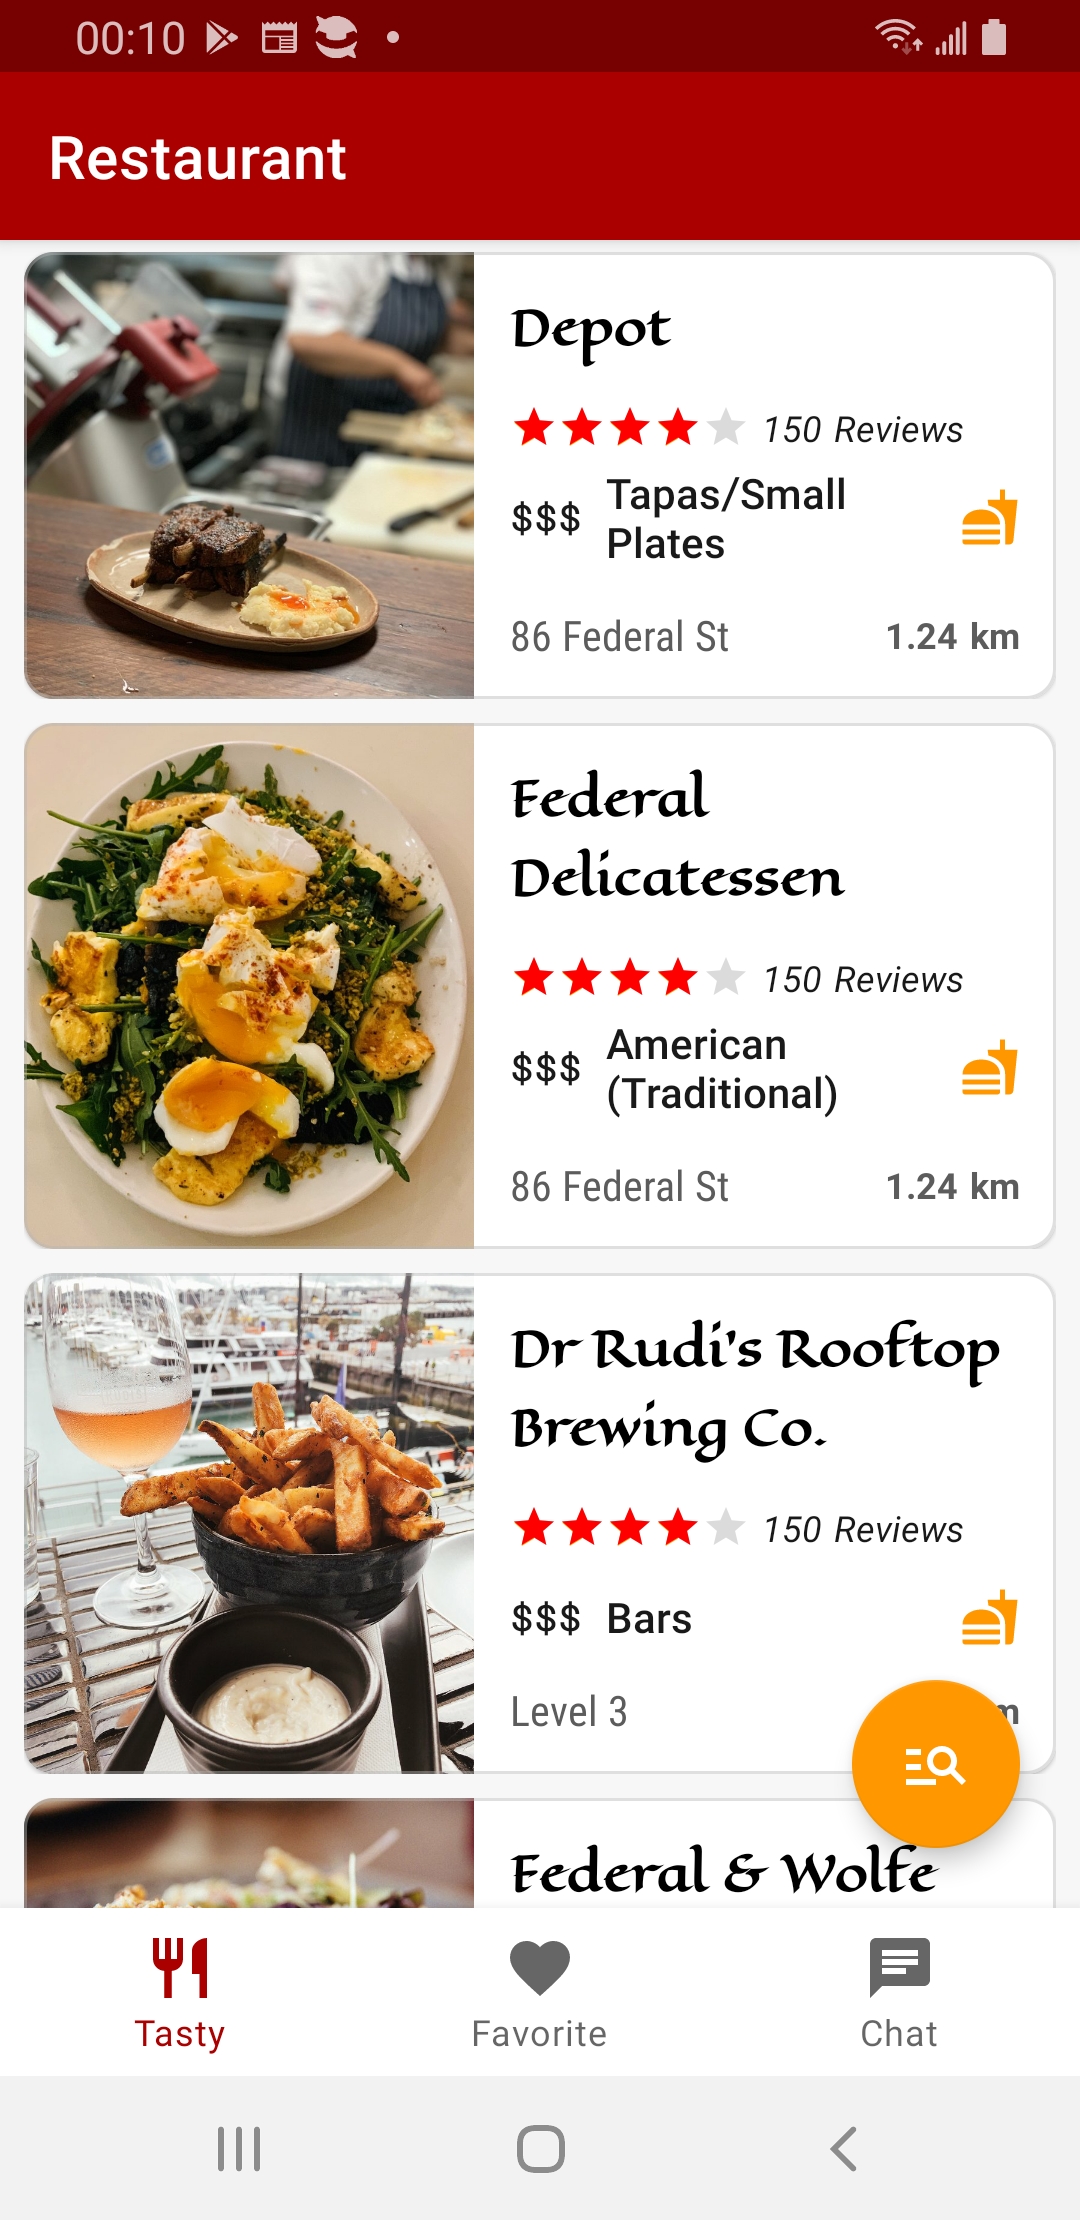 00:10
Restaurant
Depot
150 Reviews
$$$ Tapas/Small
Plates
86 Federal St 1.24 km
Federal
Delicatessen
150 Reviews
$$$ American
(Traditional)
86 Federal St 1.24 km
Dr Rudi's Rooftop
Brewing Co.
150 Reviews
$$$ Bars
Level 3
Federal & Wolfe
Tasty Favorite Chat